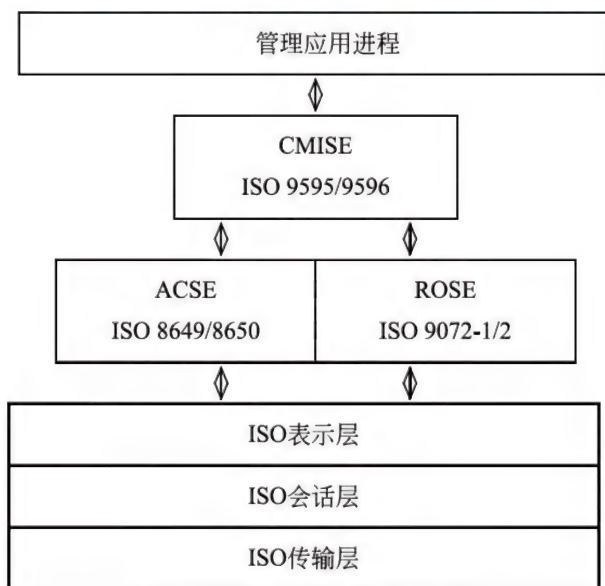 管理应用进程
CMISE
ISO 9595/9596
ACSE
ISO 8649/8650
ROSE
ISO 9072-1/2
ISO表示层
ISO会话层
ISO传输层